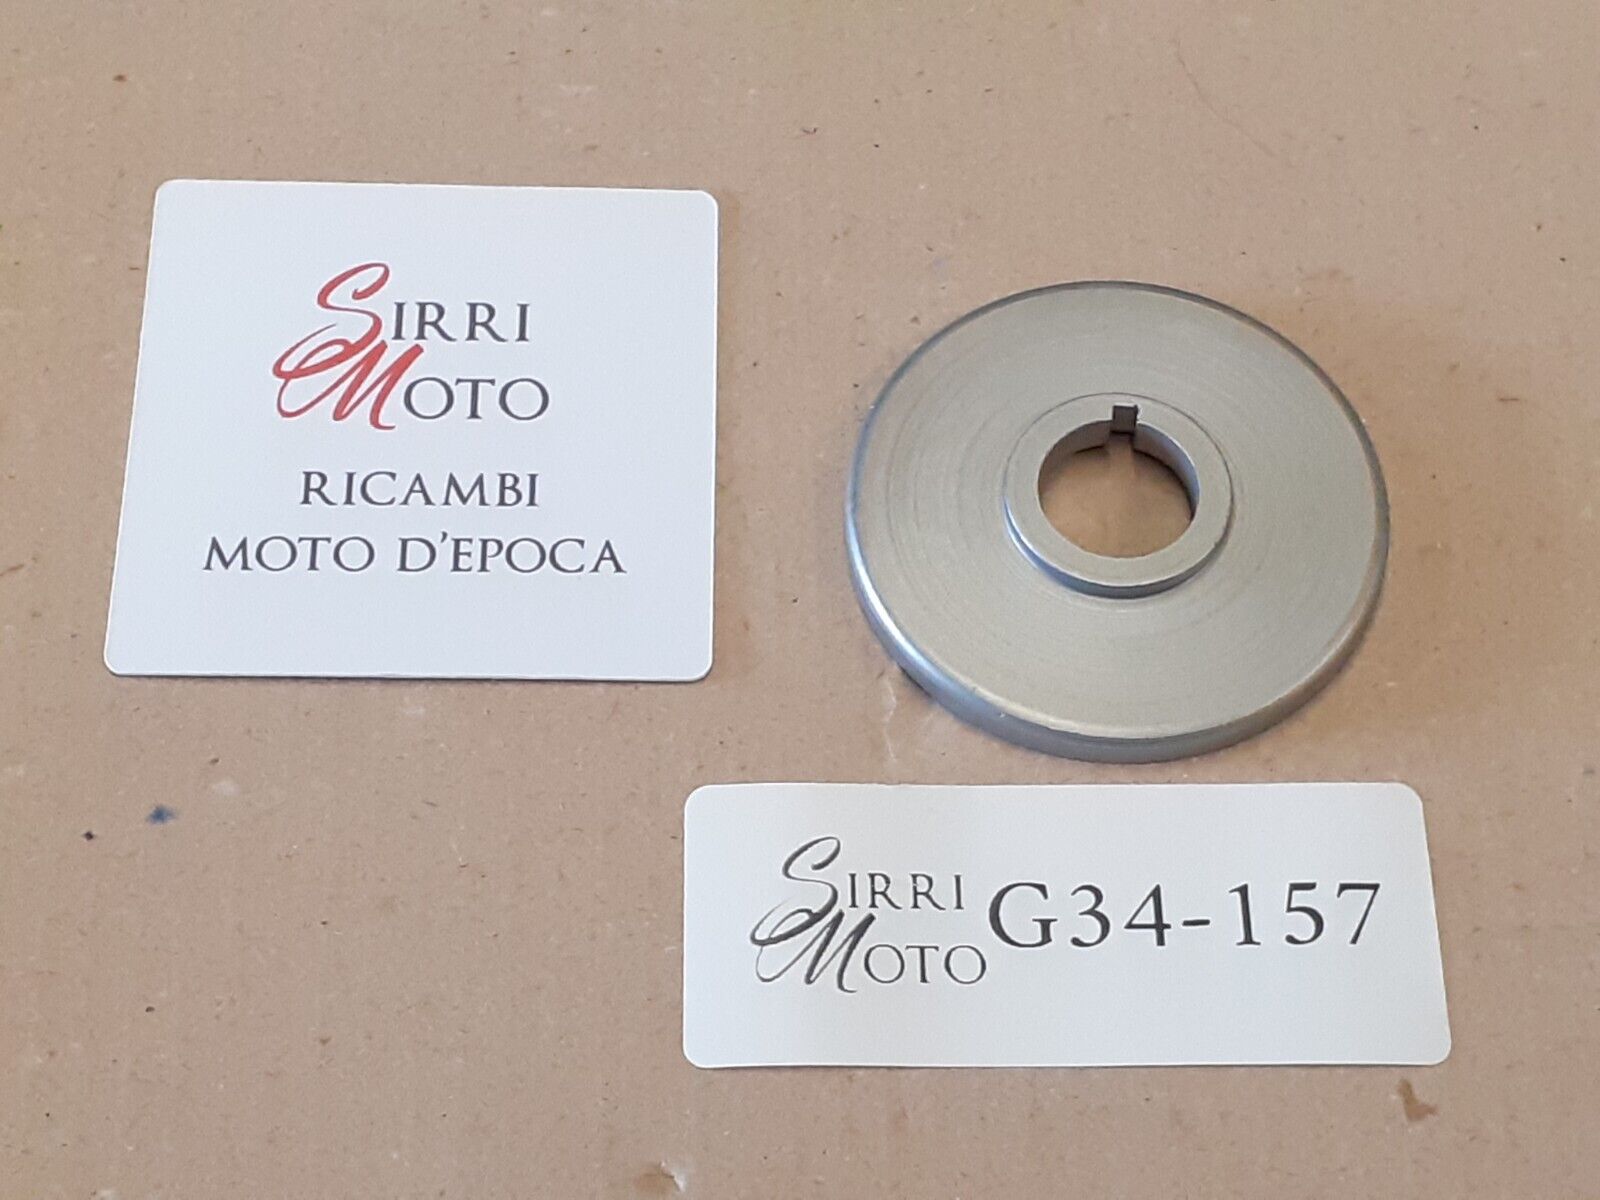 SIRRI
MOTO
RICAMBI
MOTO D'EPOCA
SIRRI
MOTO
G34-157